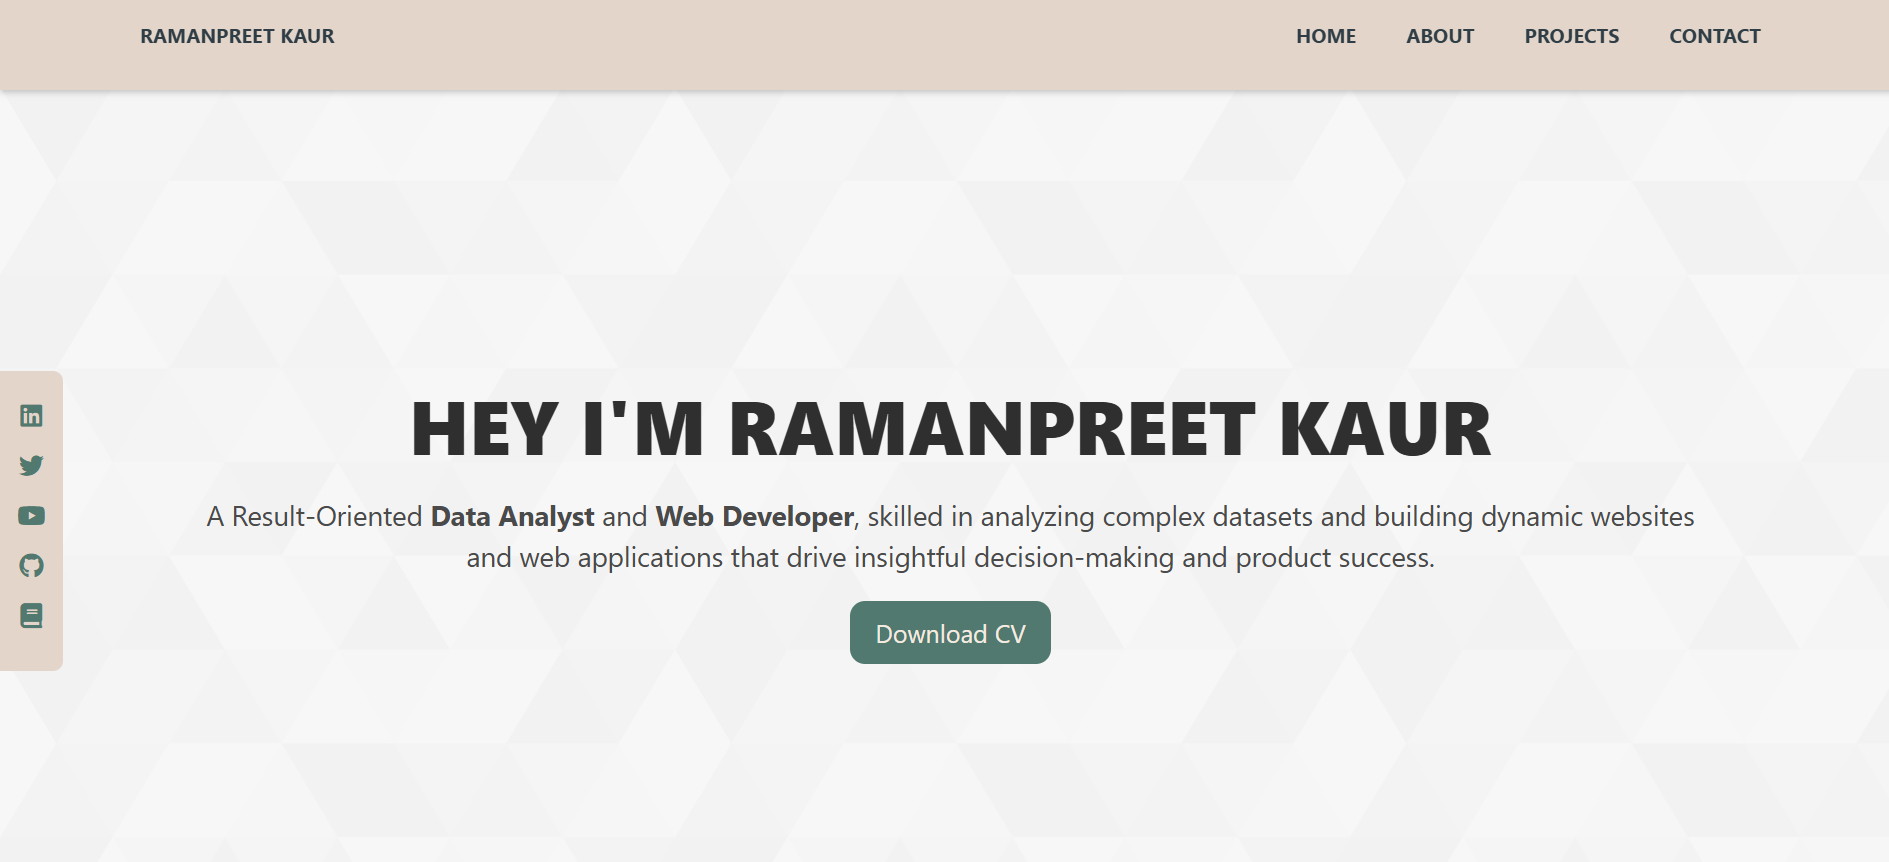 RAMANPREET KAUR
HOME ABOUT PROJECTS CONTACT
HEY I'M RAMANPREET KAUR
A Result-Oriented Data Analyst and Web Developer, skilled in analyzing complex datasets and building dynamic websites
and web applications that drive insightful decision-making and product success.
Download CV